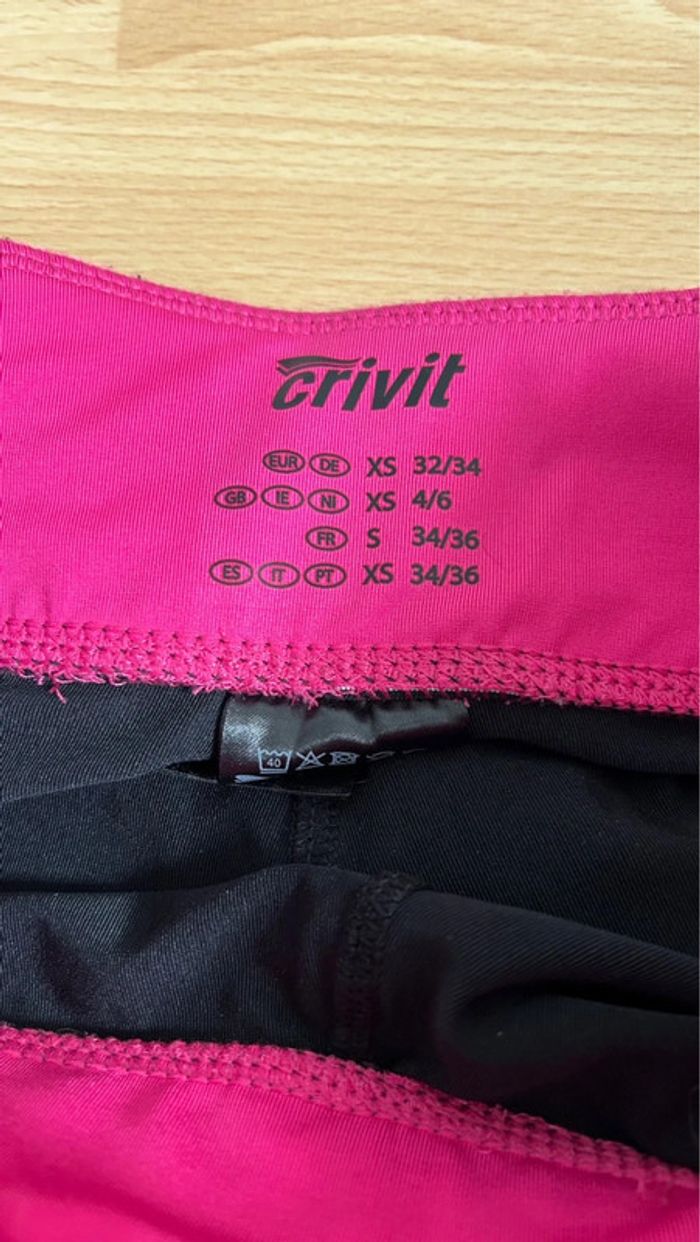 crivit
EUR DE XS 32/34
GB IE NI XS 4/6
FR S 34/36
ES IT PT XS 34/36
40